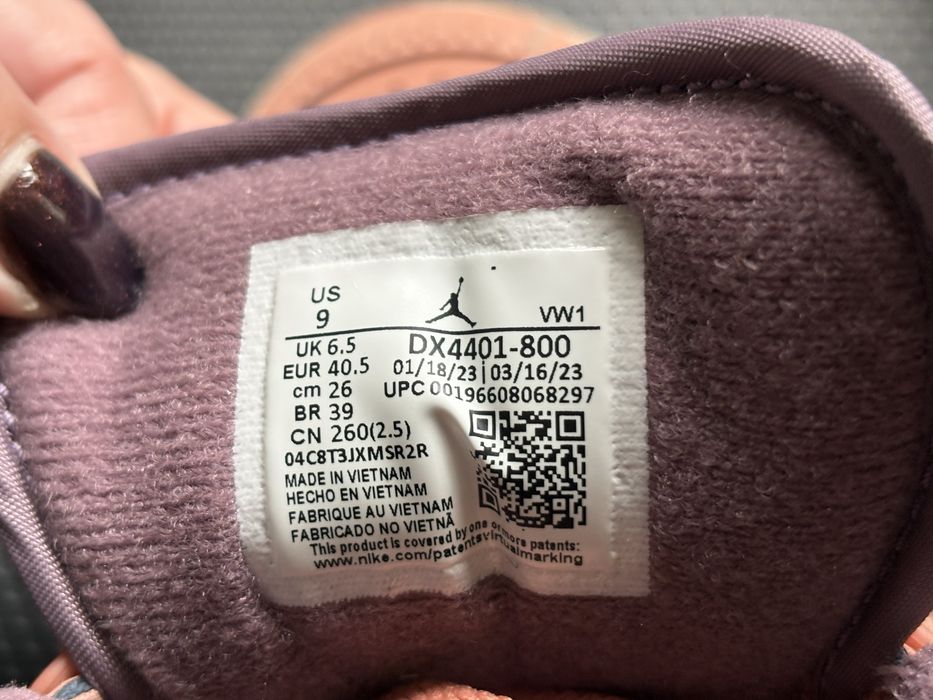 US
9
VW1
UK 6.5
DX4401-800
EUR 40.5
01/18/23|03/16/23
cm 26
UPC 00196608068297
BR 39
CN 260(2.5)
04C8T3JXMSR2R
MADE IN VIETNAM
HECHO EN VIETNAM
FABRIQUE AU VIETNAM
FABRICADO NO VIETNÃ
This product is covered by one or more patents:
www.nike.com/patentsvirtualmarking